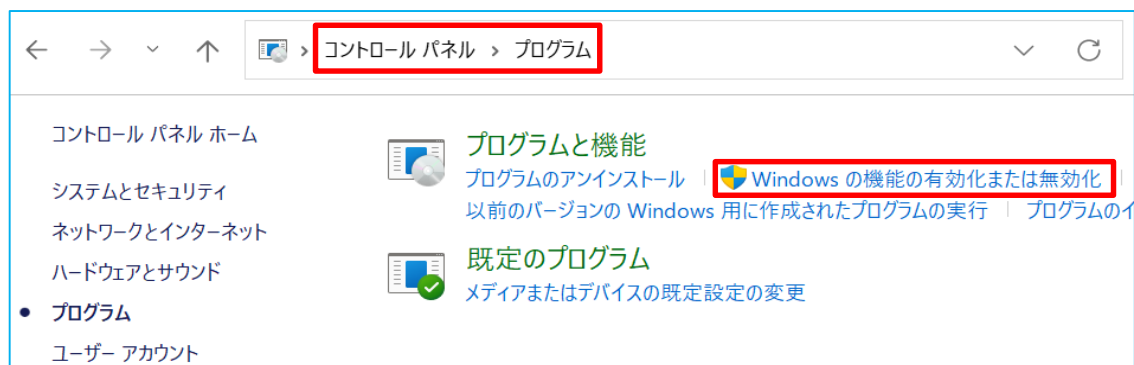 コントロール パネル › プログラム
コントロール パネル ホーム
システムとセキュリティ
ネットワークとインターネット
ハードウェアとサウンド
プログラム
ユーザー アカウント
プログラムと機能
プログラムのアンインストール | Windows の機能の有効化または無効化 |
以前のバージョンの Windows 用に作成されたプログラムの実行 | プログラムのイ
既定のプログラム
メディアまたはデバイスの既定設定の変更